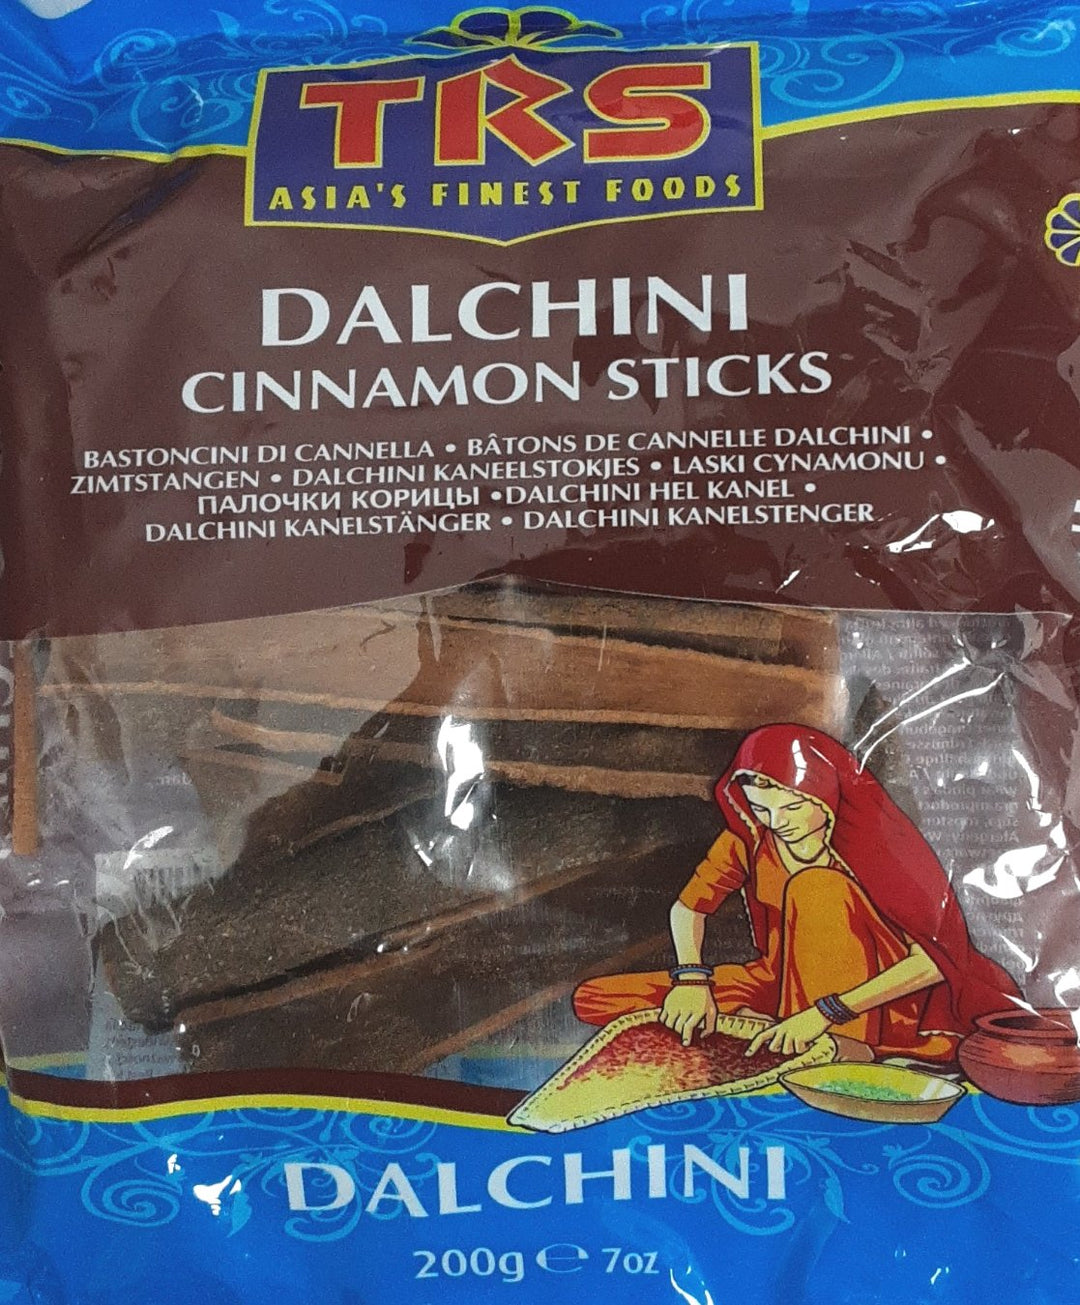 TRS
ASIA'S FINEST FOODS
DALCHINI
CINNAMON STICKS
BASTONCINI DI CANNELLA • BÂTONS DE CANNELLE DALCHINI •
ZIMTSTANGEN • DALCHINI KANEELSTOKJES • LASKI CYNAMONU •
ПАЛОЧКИ КОРИЦЫ • DALCHINI HEL KANEL •
DALCHINI KANELSTÄNGER • DALCHINI KANELSTENGER
DALCHINI
200g ℮ 7oz